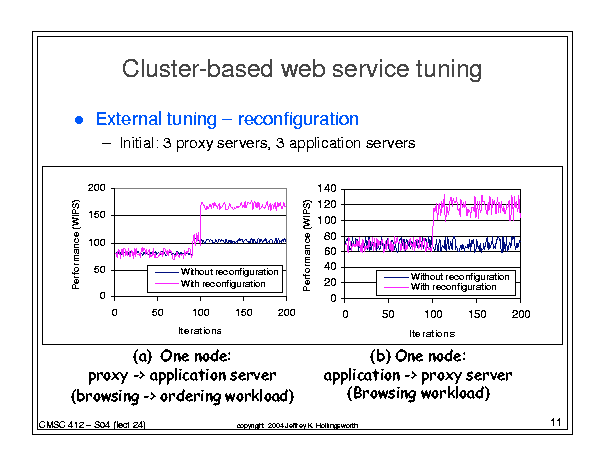 Cluster-based web service tuning
● External tuning – reconfiguration
– Initial: 3 proxy servers, 3 application servers
Performance (WIPS)
200
150
100
50
0
Without reconfiguration
With reconfiguration
0 50 100 150 200
Iterations
Performance (WIPS)
140
120
100
80
60
40
20
0
Without reconfiguration
With reconfiguration
0 50 100 150 200
Iterations
(a) One node:
proxy -> application server
(browsing -> ordering workload)
(b) One node:
application -> proxy server
(Browsing workload)
CMSC 412 – S04 (lect 24)
copyright 2004 Jeffrey K. Hollingsworth
11